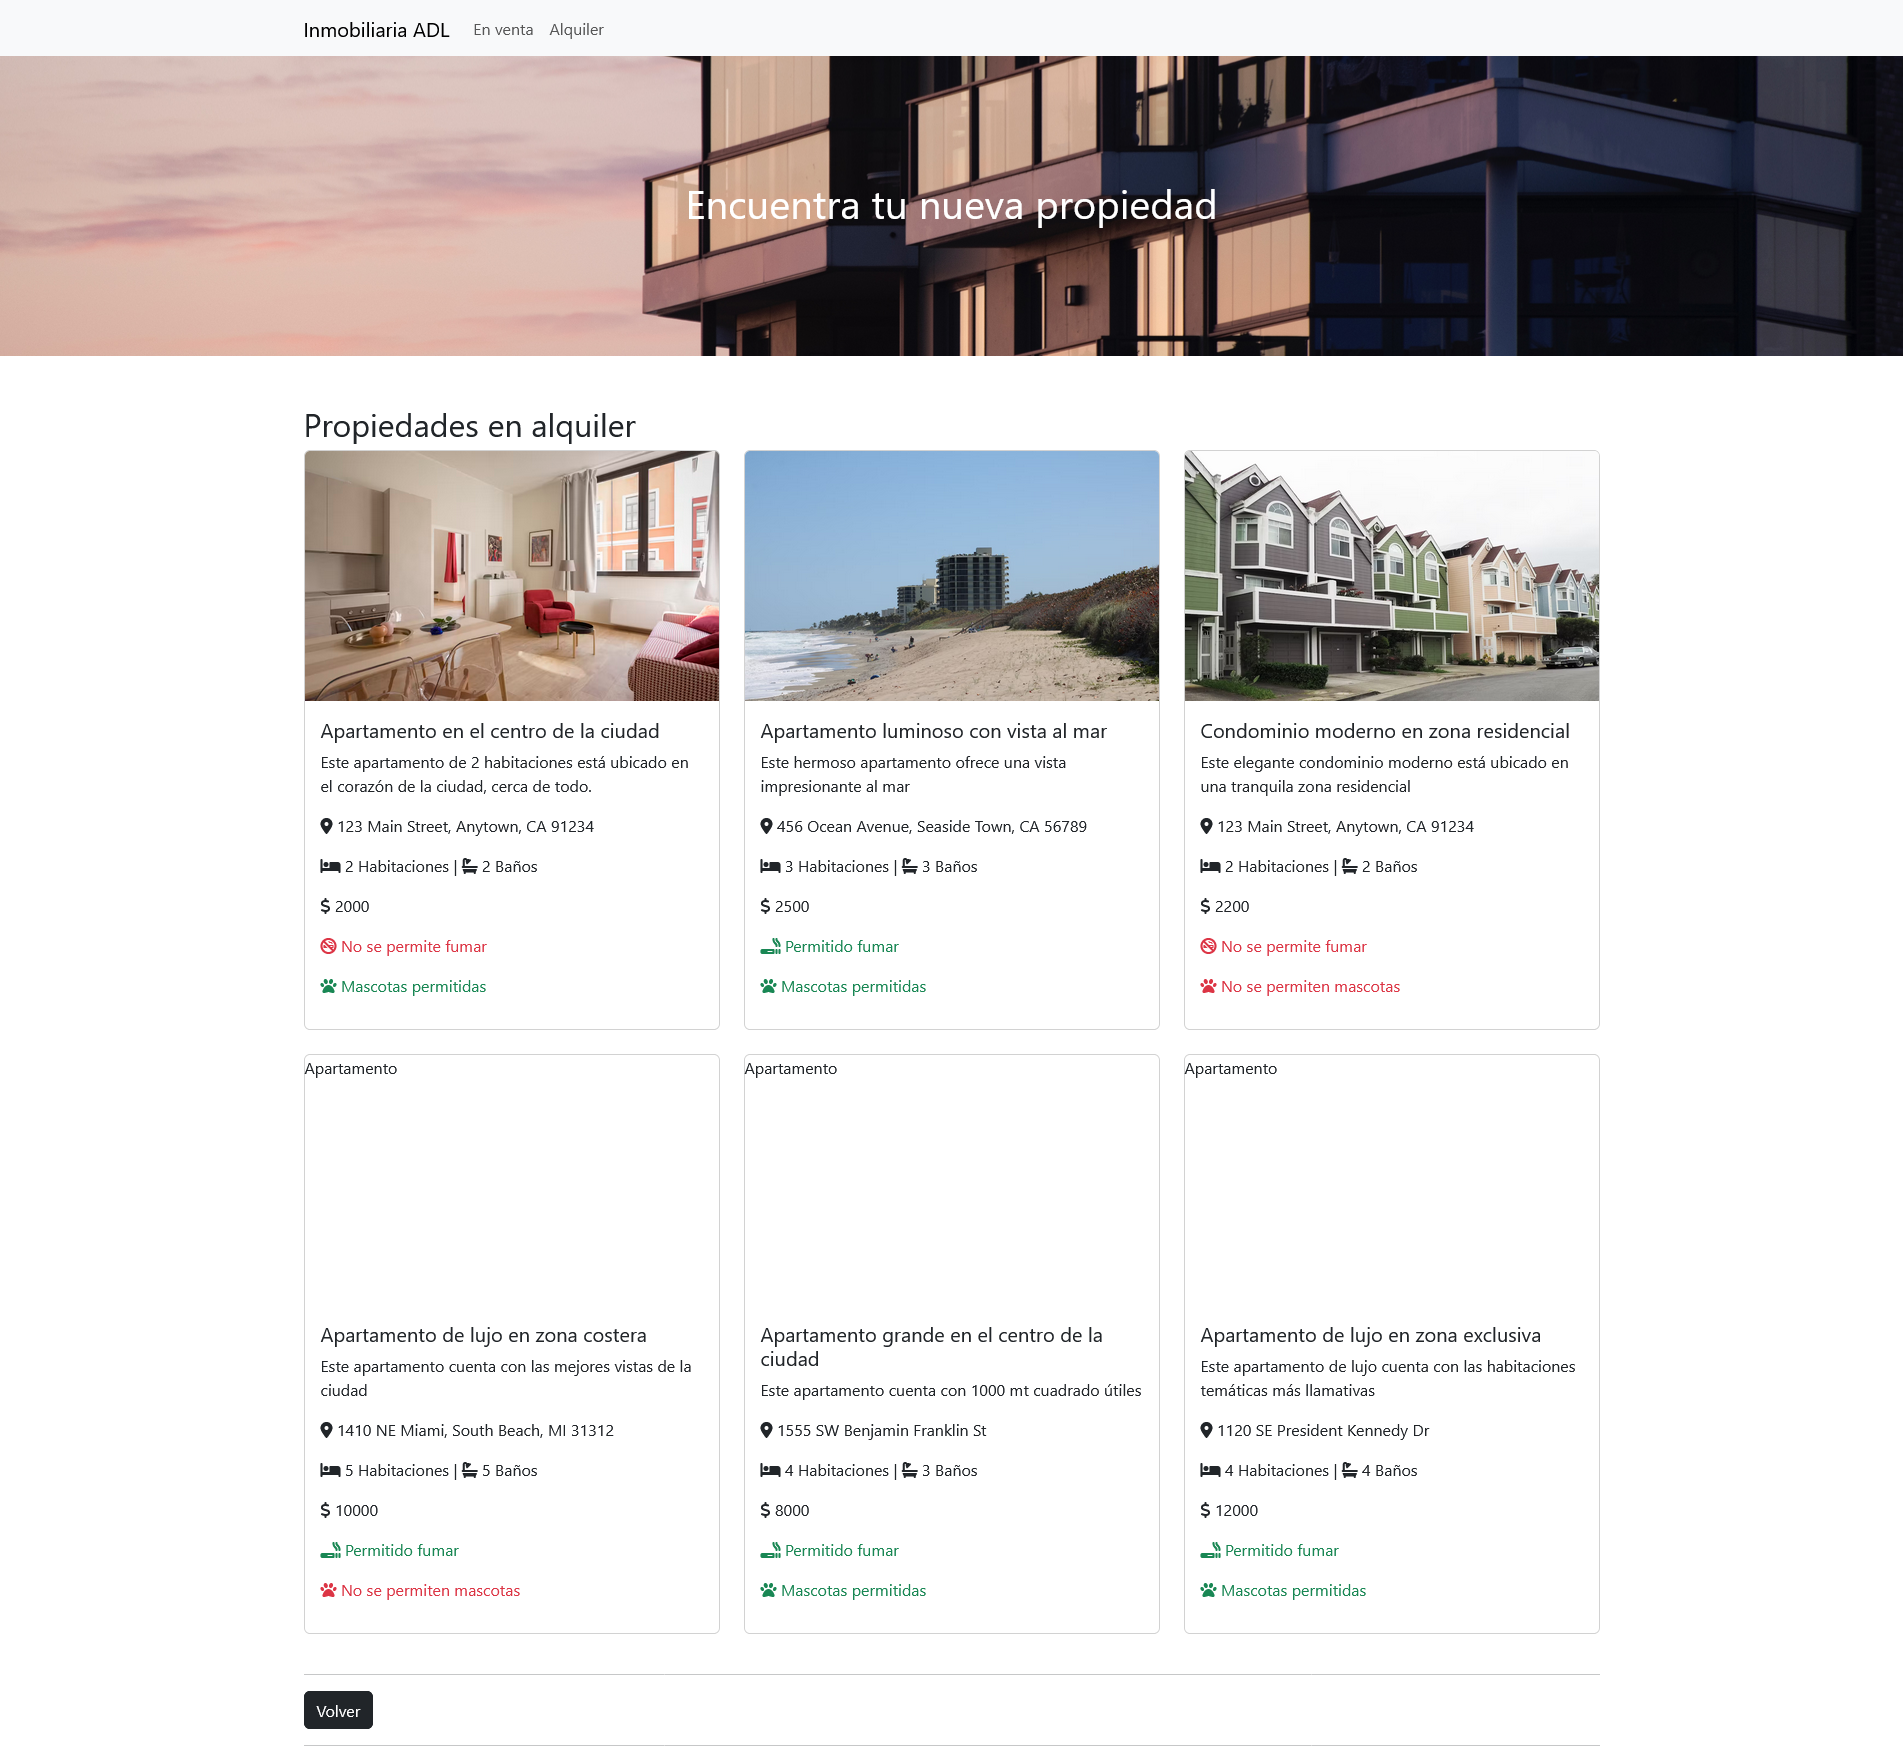 Inmobiliaria ADL En venta Alquiler
Encuentra tu nueva propiedad
Propiedades en alquiler
Apartamento en el centro de la ciudad
Este apartamento de 2 habitaciones está ubicado en
el corazón de la ciudad, cerca de todo.
123 Main Street, Anytown, CA 91234
2 Habitaciones | 2 Baños
$ 2000
No se permite fumar
Mascotas permitidas
Apartamento luminoso con vista al mar
Este hermoso apartamento ofrece una vista
impresionante al mar
456 Ocean Avenue, Seaside Town, CA 56789
3 Habitaciones | 3 Baños
$ 2500
Permitido fumar
Mascotas permitidas
Condominio moderno en zona residencial
Este elegante condominio moderno está ubicado en
una tranquila zona residencial
123 Main Street, Anytown, CA 91234
2 Habitaciones | 2 Baños
$ 2200
No se permite fumar
No se permiten mascotas
Apartamento
Apartamento de lujo en zona costera
Este apartamento cuenta con las mejores vistas de la
ciudad
1410 NE Miami, South Beach, MI 31312
5 Habitaciones | 5 Baños
$ 10000
Permitido fumar
No se permiten mascotas
Apartamento
Apartamento grande en el centro de la
ciudad
Este apartamento cuenta con 1000 mt cuadrado útiles
1555 SW Benjamin Franklin St
4 Habitaciones | 3 Baños
$ 8000
Permitido fumar
Mascotas permitidas
Apartamento
Apartamento de lujo en zona exclusiva
Este apartamento de lujo cuenta con las habitaciones
temáticas más llamativas
1120 SE President Kennedy Dr
4 Habitaciones | 4 Baños
$ 12000
Permitido fumar
Mascotas permitidas
Volver